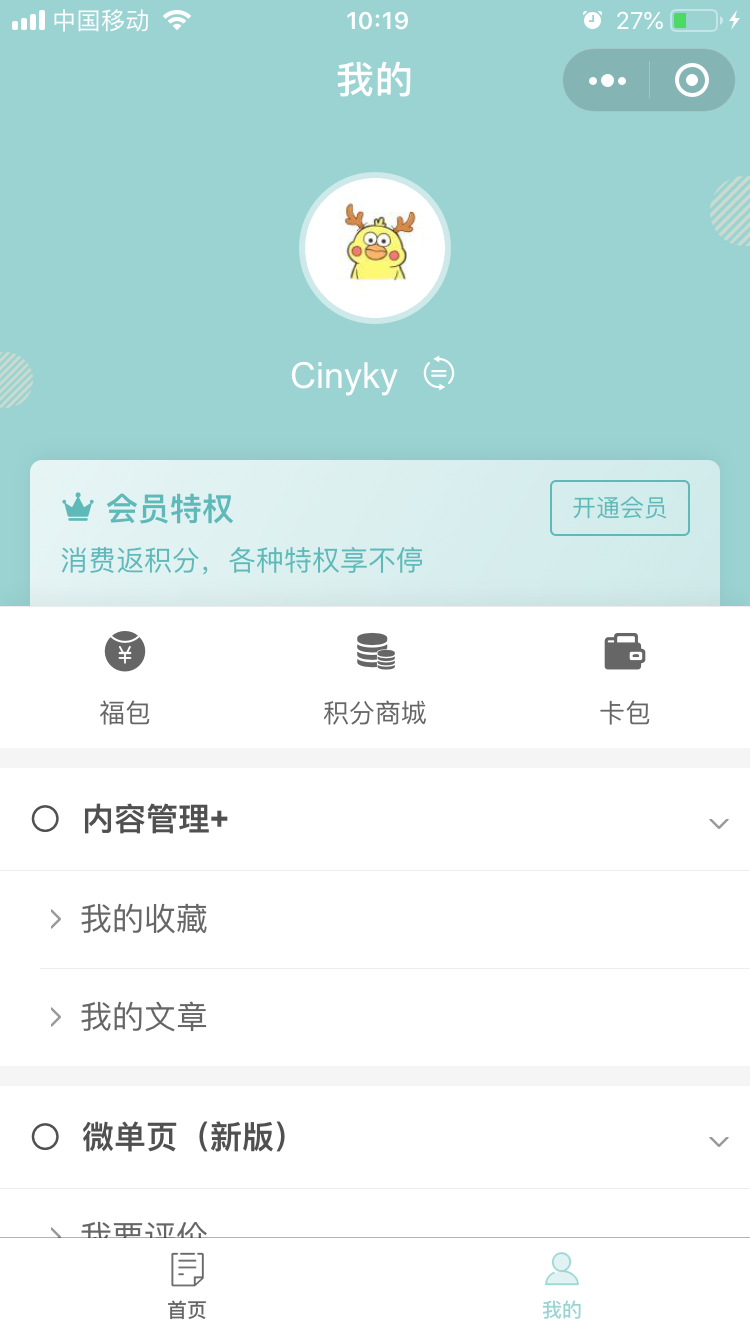 中国移动 10:19 27%
我的
Cinyky
会员特权 开通会员
消费返积分，各种特权享不停
福包 积分商城 卡包
内容管理+
我的收藏
我的文章
微单页（新版）
我要评价
首页 我的